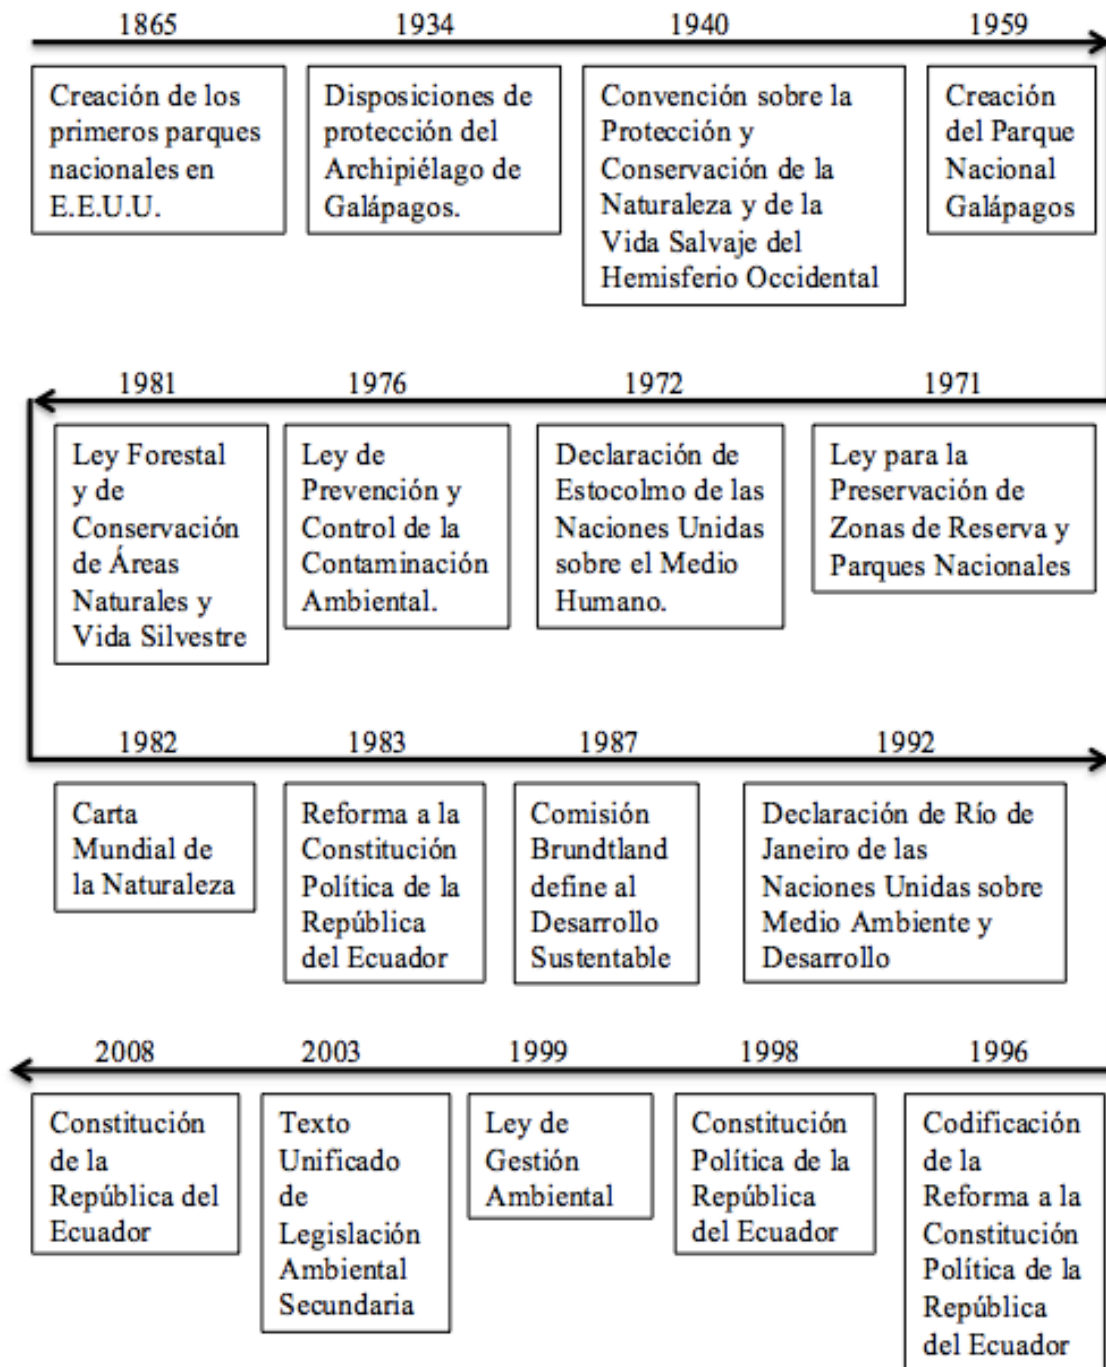 1865
1934
1940
1959
Creación de los
primeros parques
nacionales en
E.E.U.U.
Disposiciones de
protección del
Archipiélago de
Galápagos.
Convención sobre la
Protección y
Conservación de la
Naturaleza y de la
Vida Salvaje del
Hemisferio Occidental
Creación
del Parque
Nacional
Galápagos
1981
1976
1972
1971
Ley Forestal
y de
Conservación
de Áreas
Naturales y
Vida Silvestre
Ley de
Prevención y
Control de la
Contaminación
Ambiental.
Declaración de
Estocolmo de las
Naciones Unidas
sobre el Medio
Humano.
Ley para la
Preservación de
Zonas de Reserva y
Parques Nacionales
1982
1983
1987
1992
Carta
Mundial de
la Naturaleza
Reforma a la
Constitución
Política de la
República
del Ecuador
Comisión
Brundtland
define al
Desarrollo
Sustentable
Declaración de Río de
Janeiro de las
Naciones Unidas sobre
Medio Ambiente y
Desarrollo
2008
2003
1999
1998
1996
Constitución
de la
República del
Ecuador
Texto
Unificado
de
Legislación
Ambiental
Secundaria
Ley de
Gestión
Ambiental
Constitución
Política de la
República
del Ecuador
Codificación
de la
Reforma a la
Constitución
Política de la
República
del Ecuador